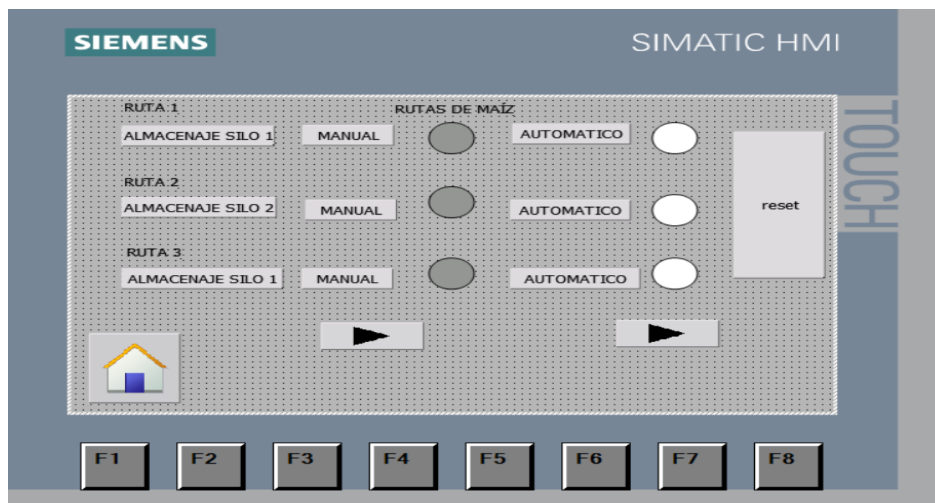 SIEMENS
SIMATIC HMI
TOUCH
RUTAS DE MAÍZ
RUTA 1
ALMACENAJE SILO 1 MANUAL AUTOMATICO
RUTA 2
ALMACENAJE SILO 2 MANUAL AUTOMATICO
reset
RUTA 3
ALMACENAJE SILO 1 MANUAL AUTOMATICO
F1 F2 F3 F4 F5 F6 F7 F8